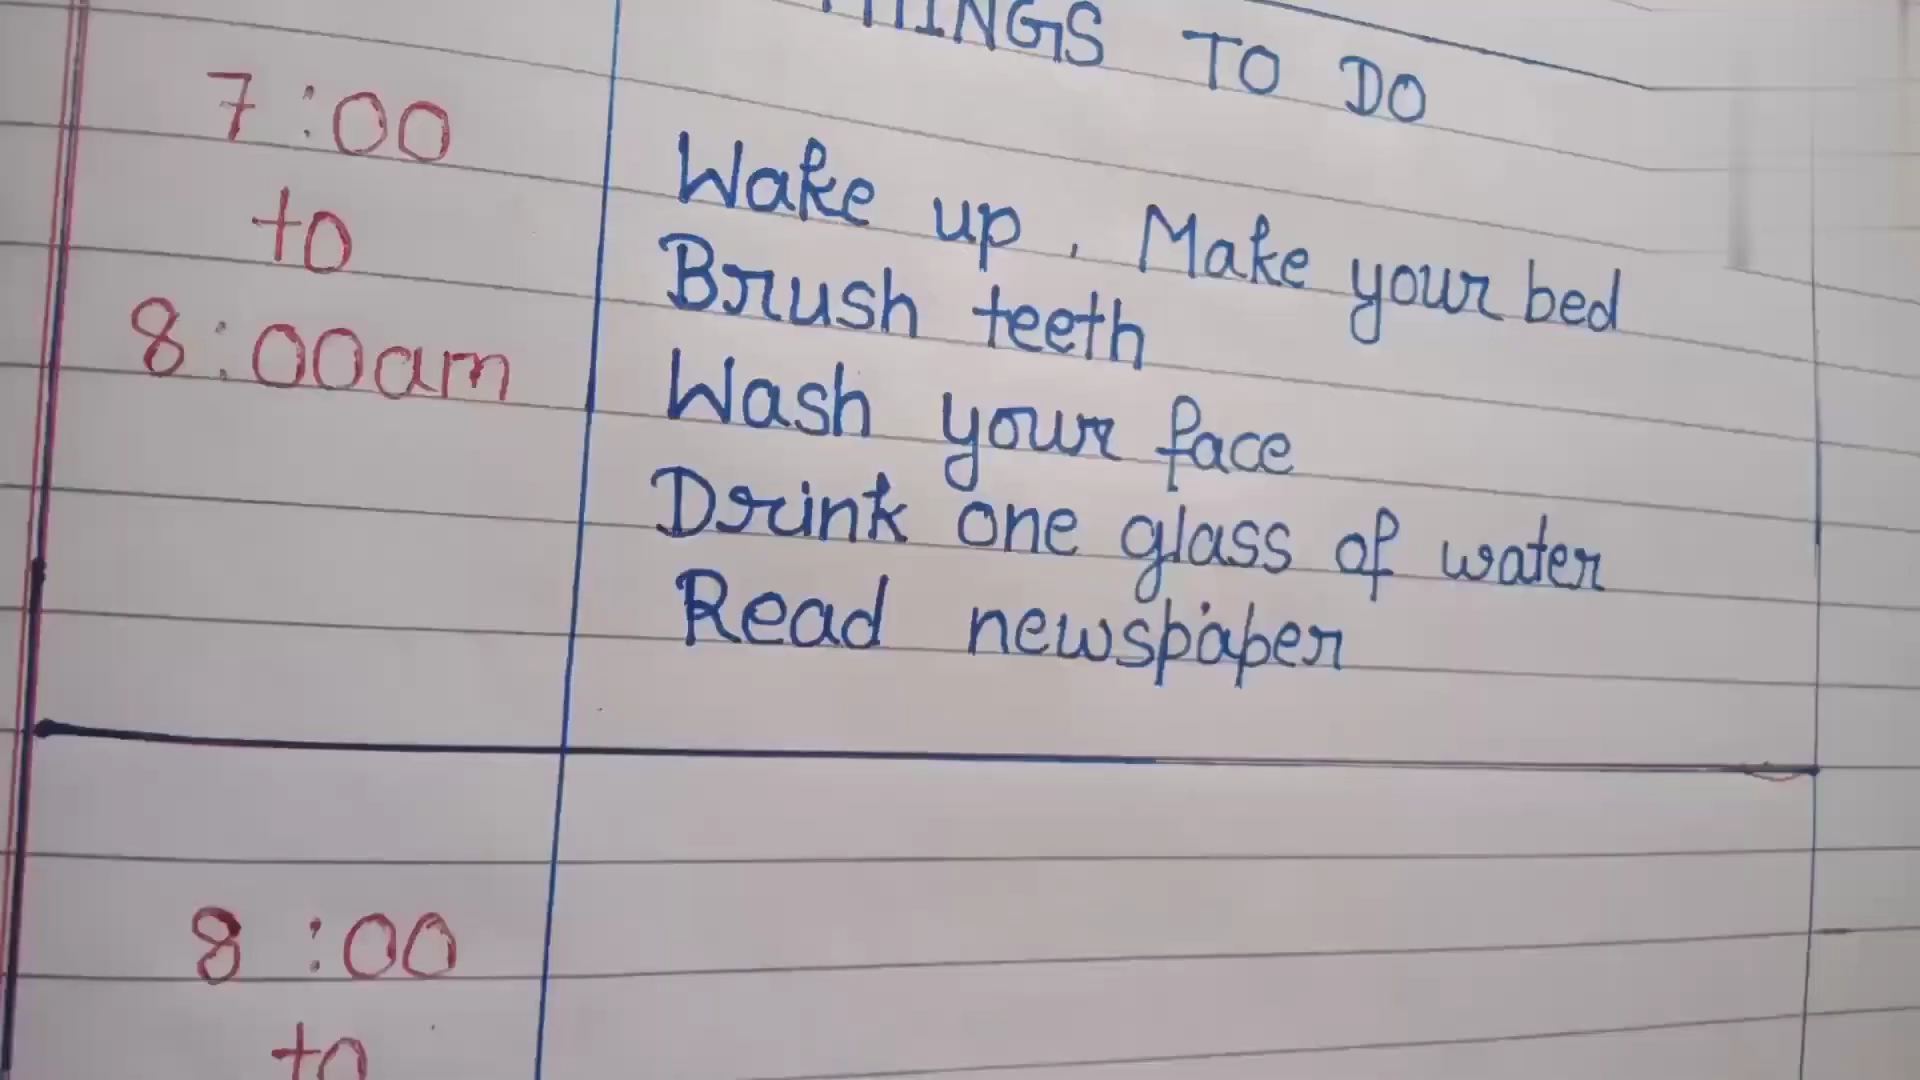 THINGS TO DO
7:00
to
8:00am
Wake up, Make your bed
Brush teeth
Wash your face
Drink one glass of water
Read newspaper
8:00
to